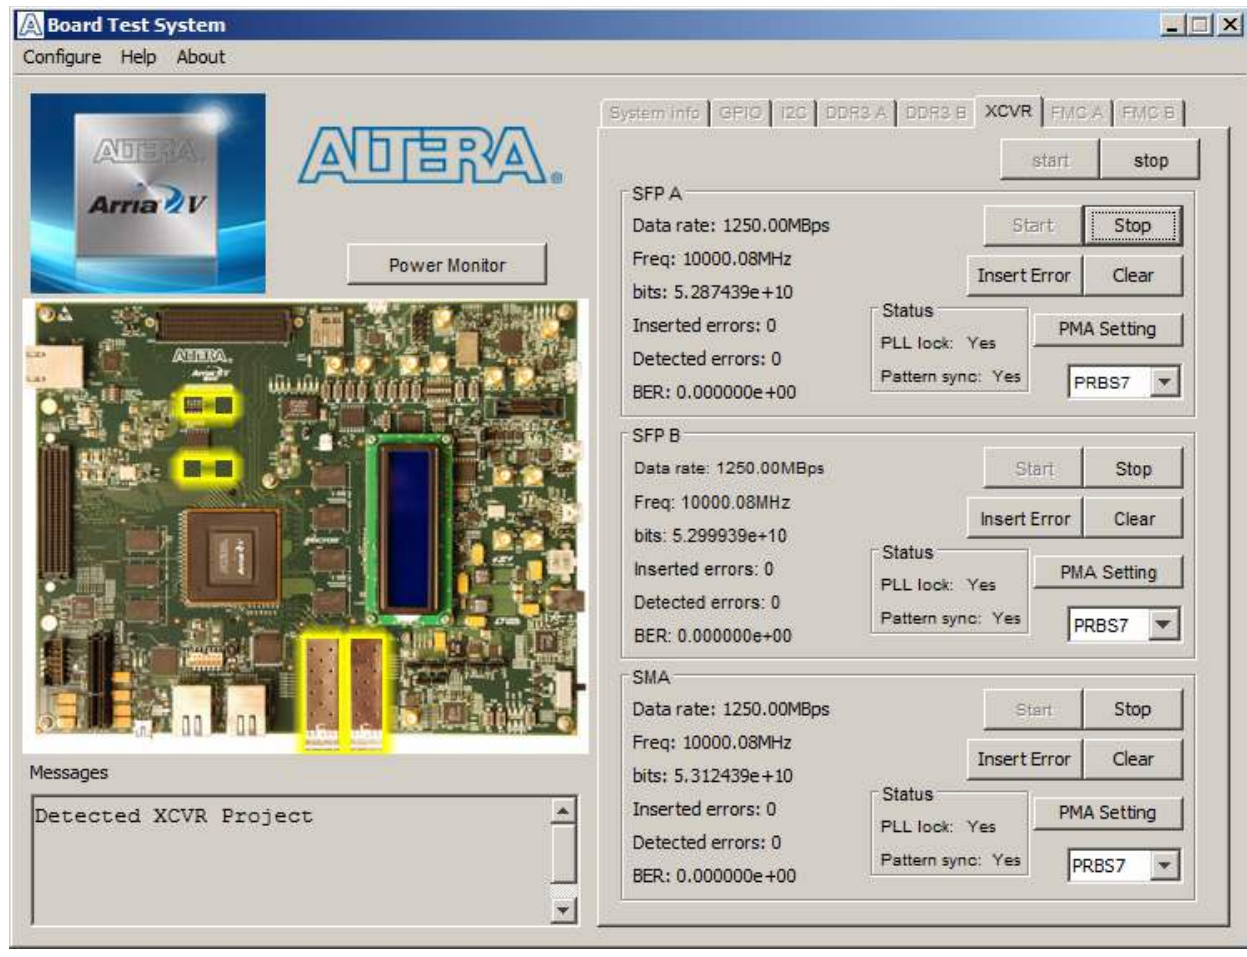 Board Test System
Configure Help About
System info GPIO I2C DDR3 A DDR3 B XCVR FMC A FMC B
ALTERA
Arria V
ALTERA
Power Monitor
start stop
SFP A
Data rate: 1250.00MBps
Start Stop
Freq: 10000.08MHz
Insert Error Clear
bits: 5.287439e+10
Inserted errors: 0
Detected errors: 0
BER: 0.000000e+00
Status
PLL lock: Yes
Pattern sync: Yes
PMA Setting
PRBS7
SFP B
Data rate: 1250.00MBps
Start Stop
Freq: 10000.08MHz
Insert Error Clear
bits: 5.299939e+10
Inserted errors: 0
Detected errors: 0
BER: 0.000000e+00
Status
PLL lock: Yes
Pattern sync: Yes
PMA Setting
PRBS7
SMA
Data rate: 1250.00MBps
Start Stop
Freq: 10000.08MHz
Insert Error Clear
bits: 5.312439e+10
Inserted errors: 0
Detected errors: 0
BER: 0.000000e+00
Status
PLL lock: Yes
Pattern sync: Yes
PMA Setting
PRBS7
ALTERA
Arria V
Messages
Detected XCVR Project